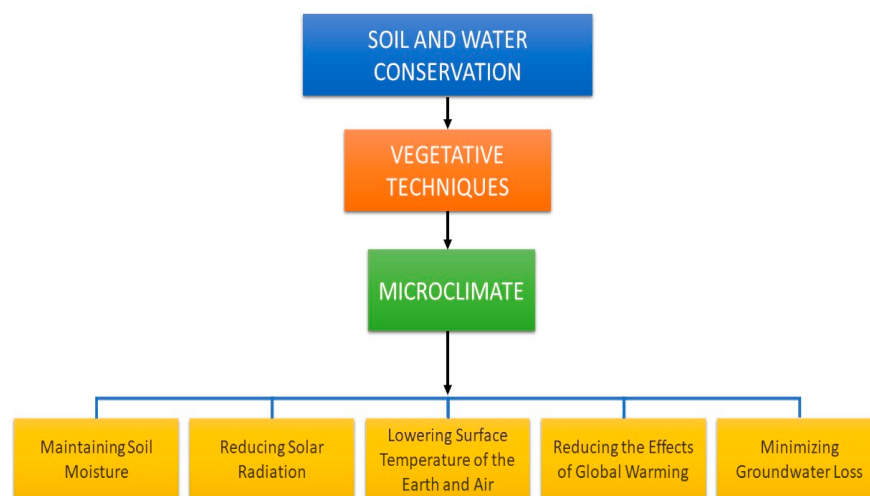 SOIL AND WATER
CONSERVATION
VEGETATIVE
TECHNIQUES
MICROCLIMATE
Maintaining Soil
Moisture
Reducing Solar
Radiation
Lowering Surface
Temperature of the
Earth and Air
Reducing the Effects
of Global Warming
Minimizing
Groundwater Loss